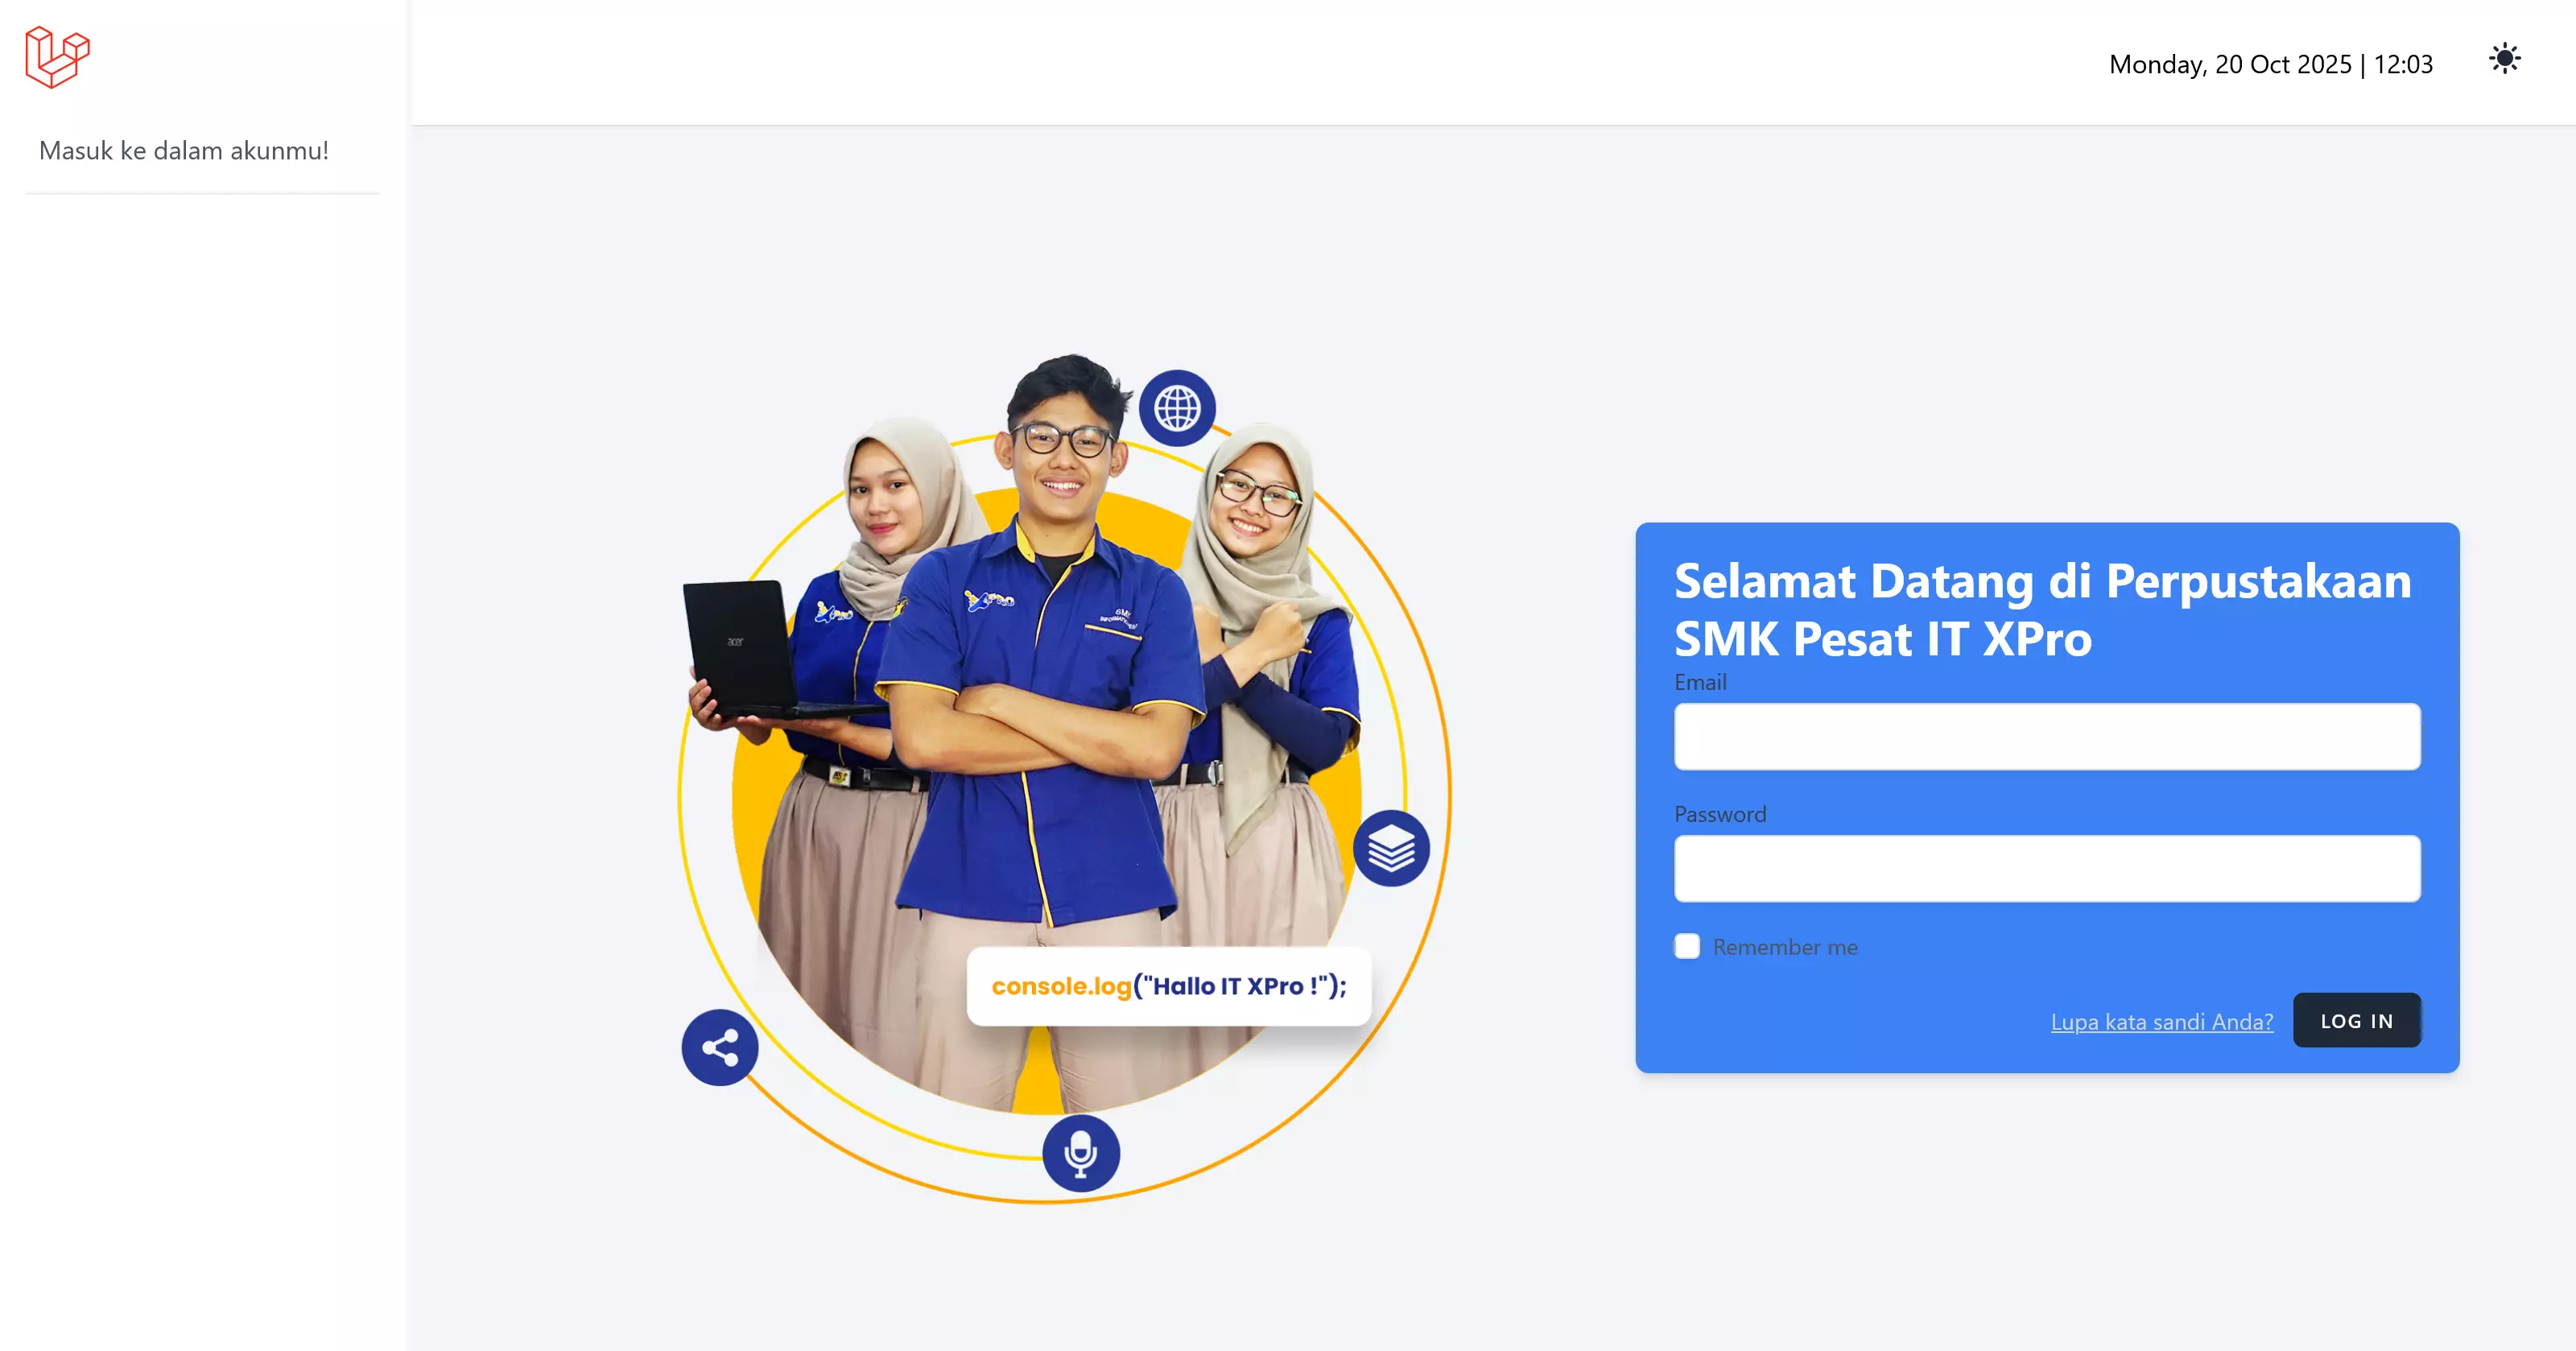 Monday, 20 Oct 2025 | 12:03
Masuk ke dalam akunmu!
acer
Selamat Datang di Perpustakaan
SMK Pesat IT XPro
Email
Password
Remember me
Lupa kata sandi Anda?
LOG IN
console.log("Hallo IT XPro !");